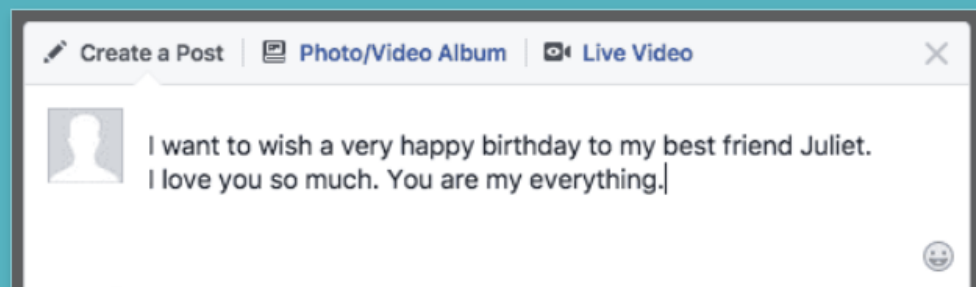 Create a Post Photo/Video Album Live Video
I want to wish a very happy birthday to my best friend Juliet.
I love you so much. You are my everything.